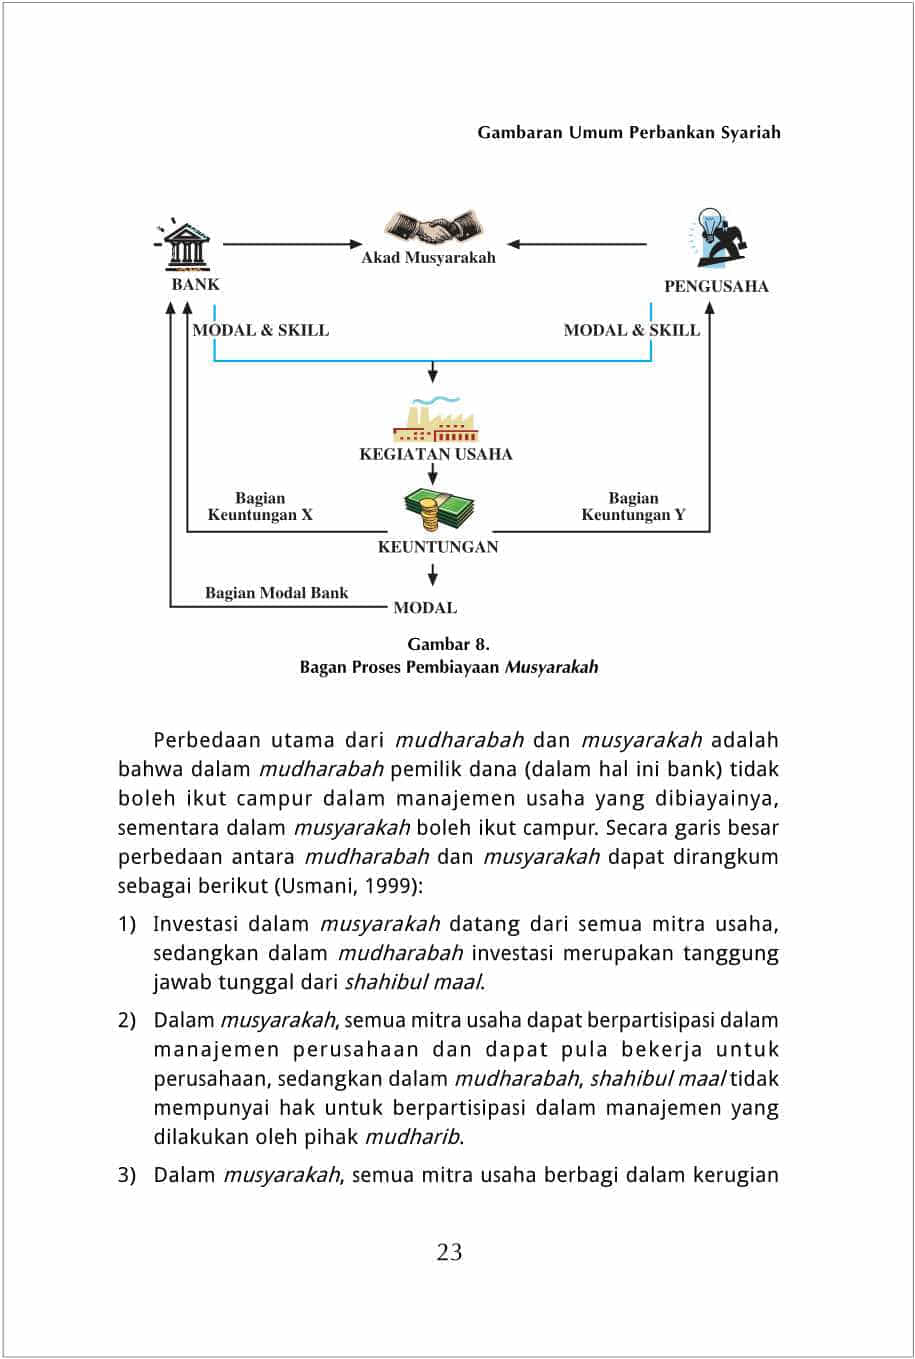 Gambaran Umum Perbankan Syariah
Akad Musyarakah
BANK
PENGUSAHA
MODAL & SKILL
MODAL & SKILL
KEGIATAN USAHA
Bagian
Keuntungan X
Bagian
Keuntungan Y
KEUNTUNGAN
Bagian Modal Bank
MODAL
Gambar 8.
Bagan Proses Pembiayaan Musyarakah
Perbedaan utama dari mudharabah dan musyarakah adalah
bahwa dalam mudharabah pemilik dana (dalam hal ini bank) tidak
boleh ikut campur dalam manajemen usaha yang dibiayainya,
sementara dalam musyarakah boleh ikut campur. Secara garis besar
perbedaan antara mudharabah dan musyarakah dapat dirangkum
sebagai berikut (Usmani, 1999):
1) Investasi dalam musyarakah datang dari semua mitra usaha,
sedangkan dalam mudharabah investasi merupakan tanggung
jawab tunggal dari shahibul maal.
2) Dalam musyarakah, semua mitra usaha dapat berpartisipasi dalam
manajemen perusahaan dan dapat pula bekerja untuk
perusahaan, sedangkan dalam mudharabah, shahibul maal tidak
mempunyai hak untuk berpartisipasi dalam manajemen yang
dilakukan oleh pihak mudharib.
3) Dalam musyarakah, semua mitra usaha berbagi dalam kerugian
23